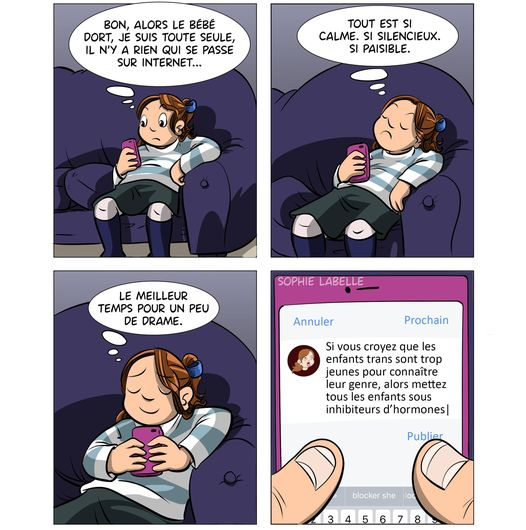 BON, ALORS LE BÉBÉ
DORT, JE SUIS TOUTE SEULE,
IL N'Y A RIEN QUI SE PASSE
SUR INTERNET...
TOUT EST SI
CALME. SI SILENCIEUX.
SI PAISIBLE.
LE MEILLEUR
TEMPS POUR UN PEU
DE DRAME.
SOPHIE LABELLE
Annuler Prochain
Si vous croyez que les
enfants trans sont trop
jeunes pour connaître
leur genre, alors mettez
tous les enfants sous
inhibiteurs d'hormones
Publier
blocker she
2 3 4 5 6 7 8